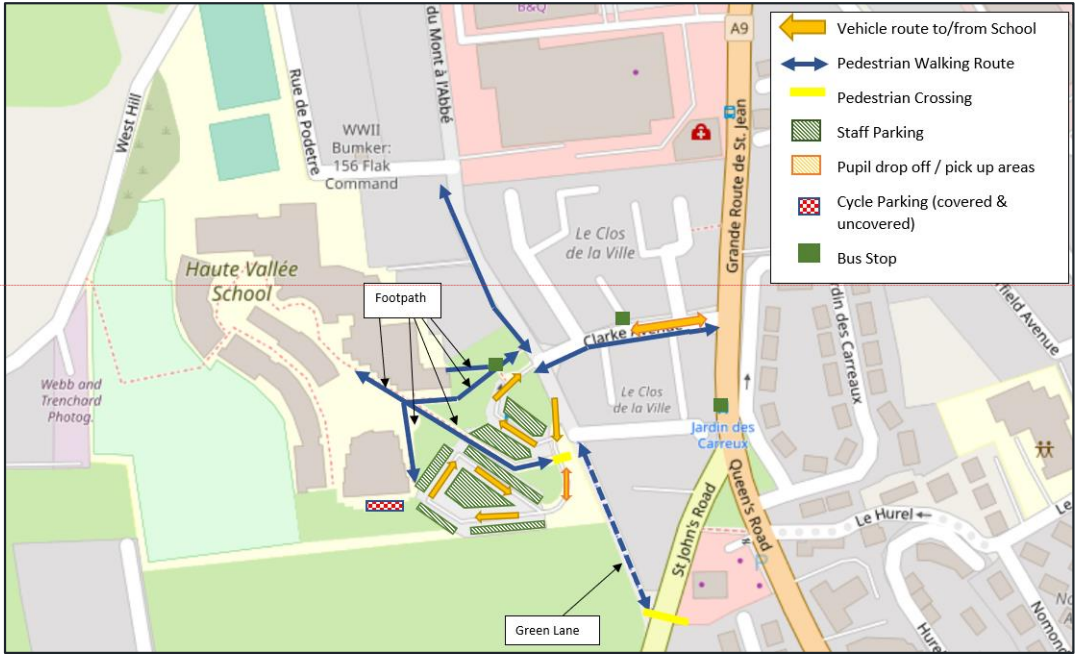 B&Q
A9
Vehicle route to/from School
Pedestrian Walking Route
Pedestrian Crossing
Staff Parking
Pupil drop off / pick up areas
Cycle Parking (covered &
uncovered)
Bus Stop
du Mont à l'Abbé
Rue de Podetre
West Hill
WWII
Bumker:
156 Flak
Command
Grande Route de St. Jean
Le Clos
de la Ville
Haute Vallée
School
Footpath
Clarke Avenue
Jardin des Carreaux
Webb and
Trenchard
Photog.
Le Clos
de la Ville
Jardin des
Carreux
Queen's Road
St John's Road
Le Hurel
P
Green Lane